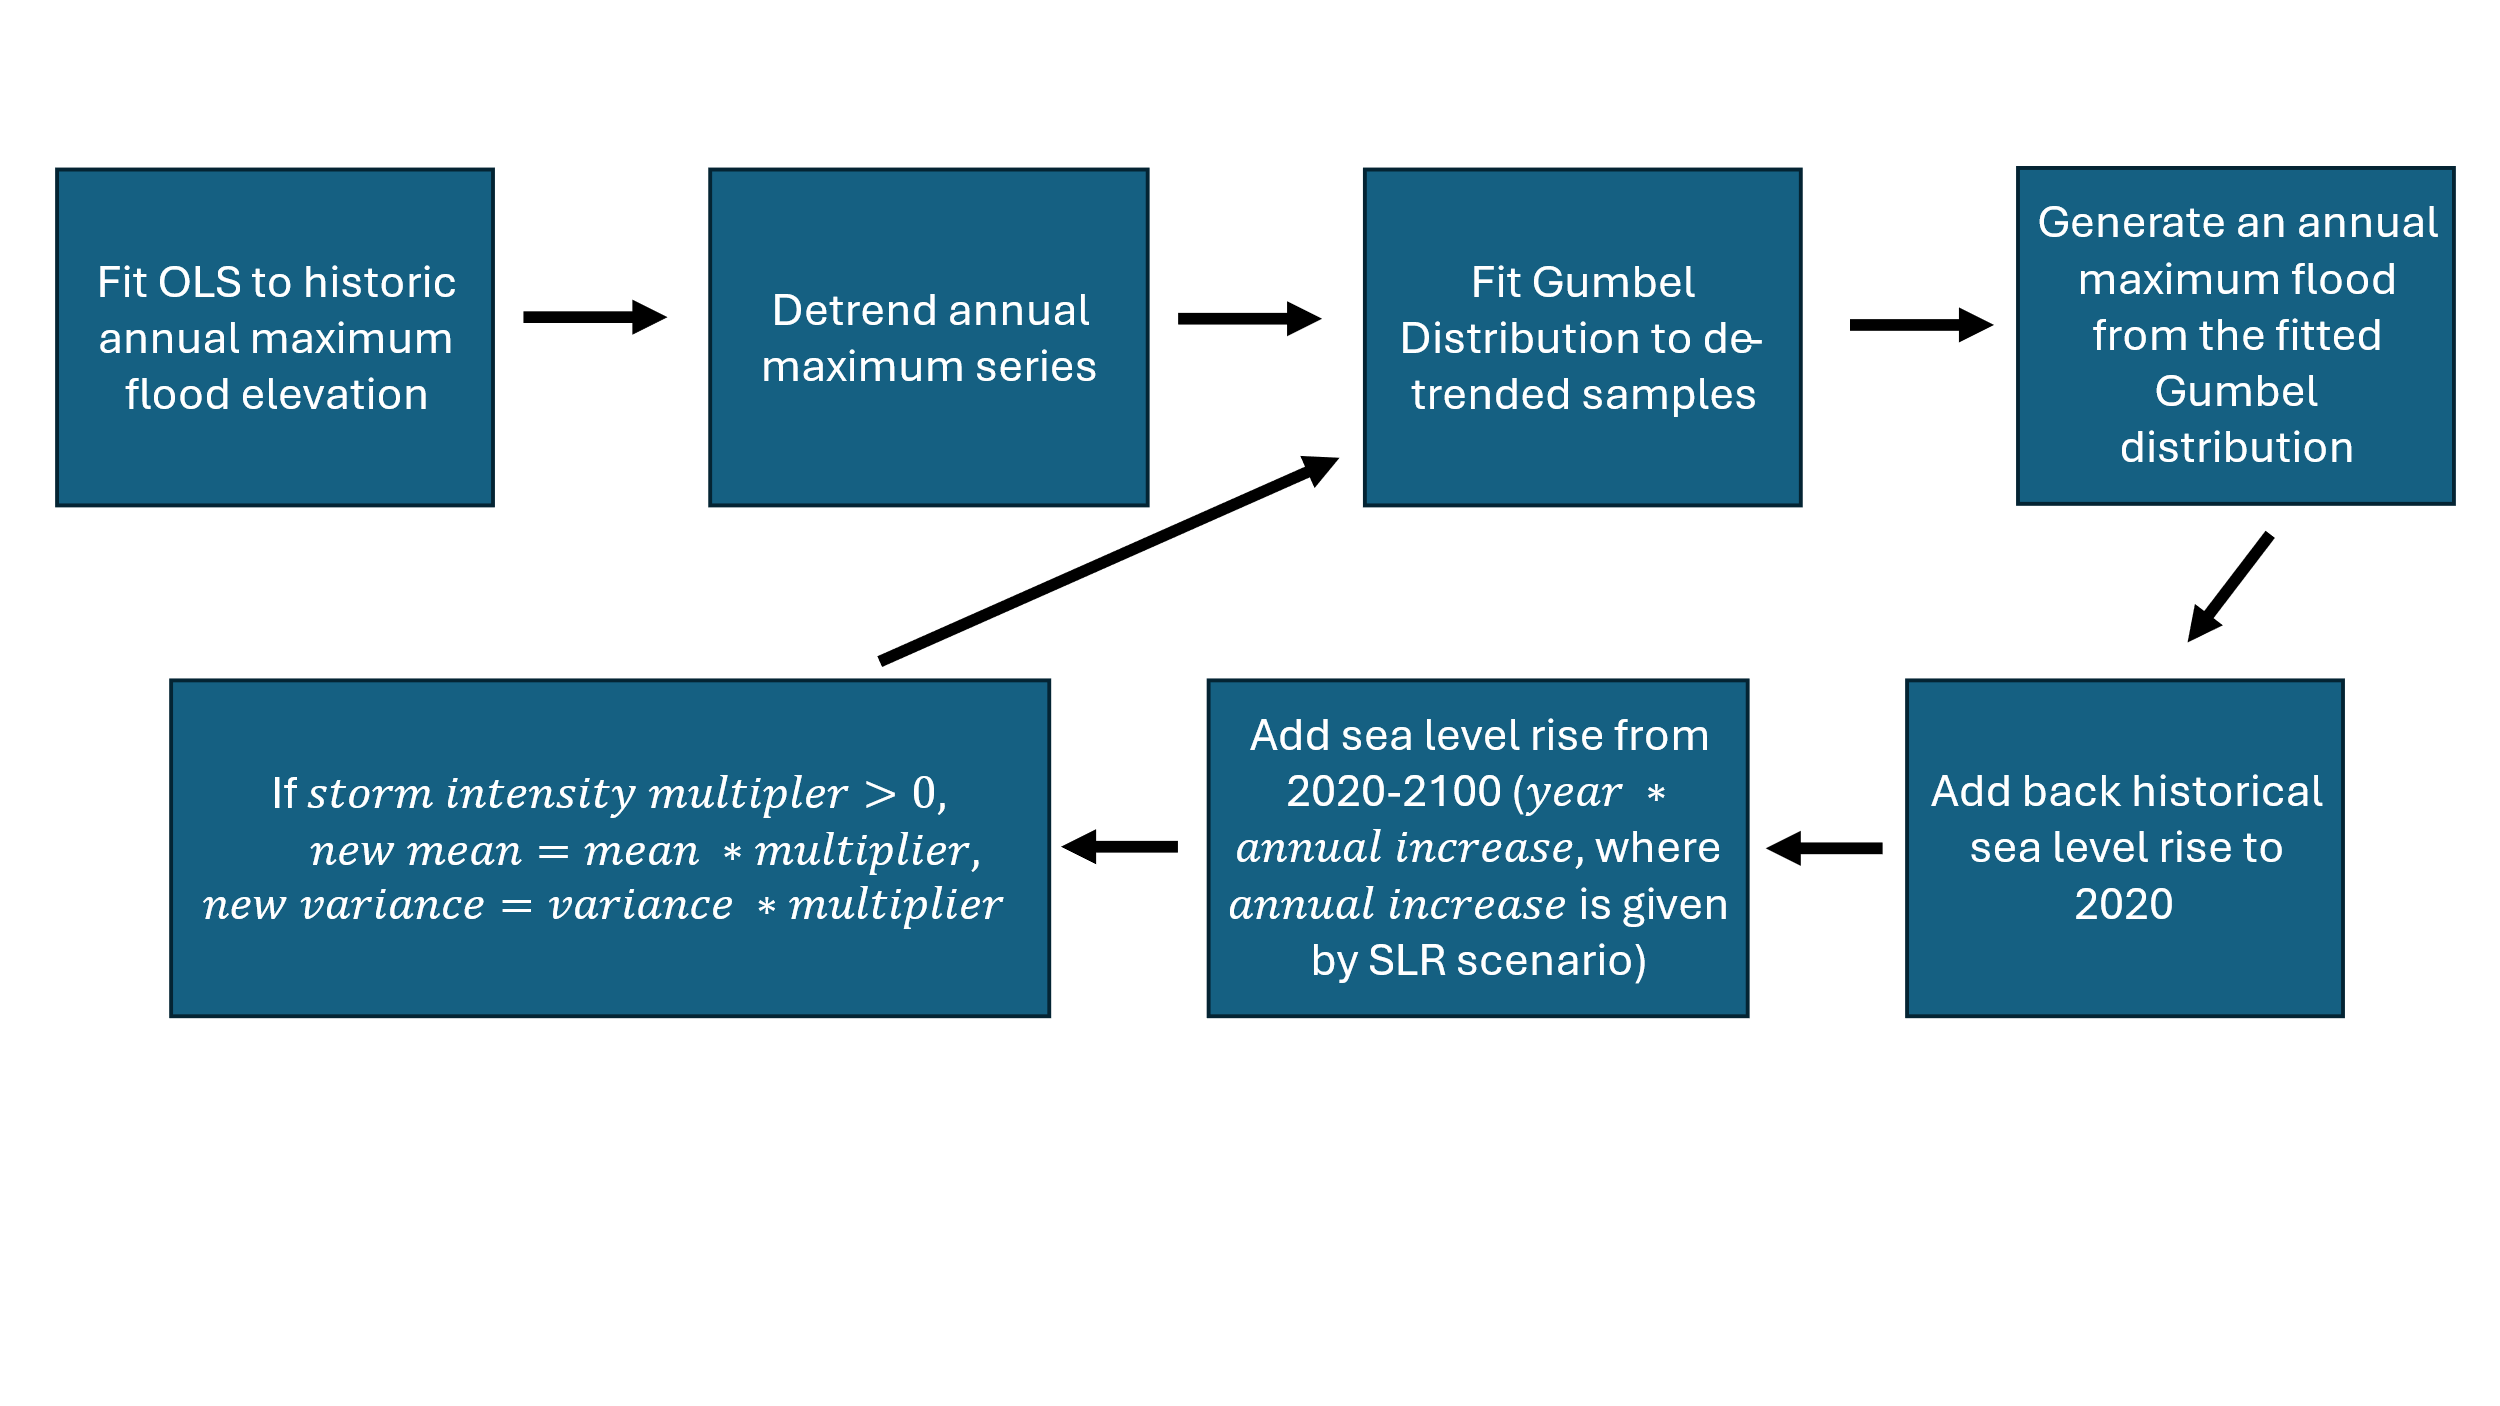 Fit OLS to historic
annual maximum
flood elevation
Detrend annual
maximum series
Fit Gumbel
Distribution to de-
trended samples
Generate an annual
maximum flood
from the fitted
Gumbel
distribution
If storm intensity multipler > 0,
new mean = mean * multiplier,
new variance = variance * multiplier
Add sea level rise from
2020-2100 (year *
annual increase, where
annual increase is given
by SLR scenario)
Add back historical
sea level rise to
2020